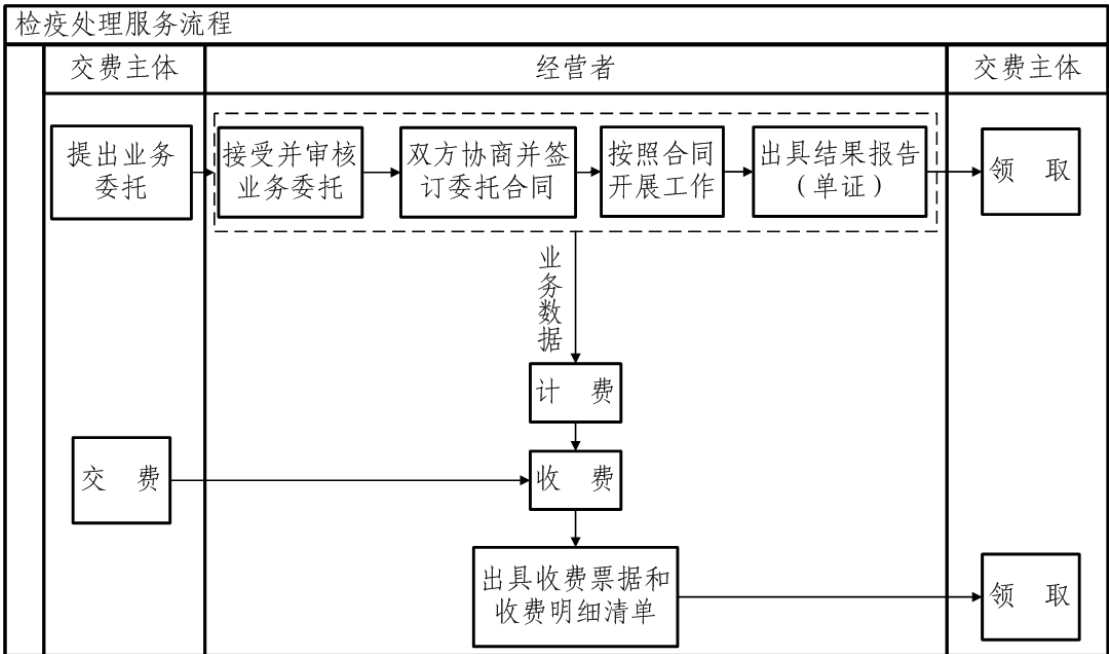 检疫处理服务流程
交费主体
经营者
交费主体
提出业务
委托
接受并审核
业务委托
双方协商并签
订委托合同
按照合同
开展工作
出具结果报告
（单证）
领 取
业务数据
计 费
交 费
收 费
出具收费票据和
收费明细清单
领 取